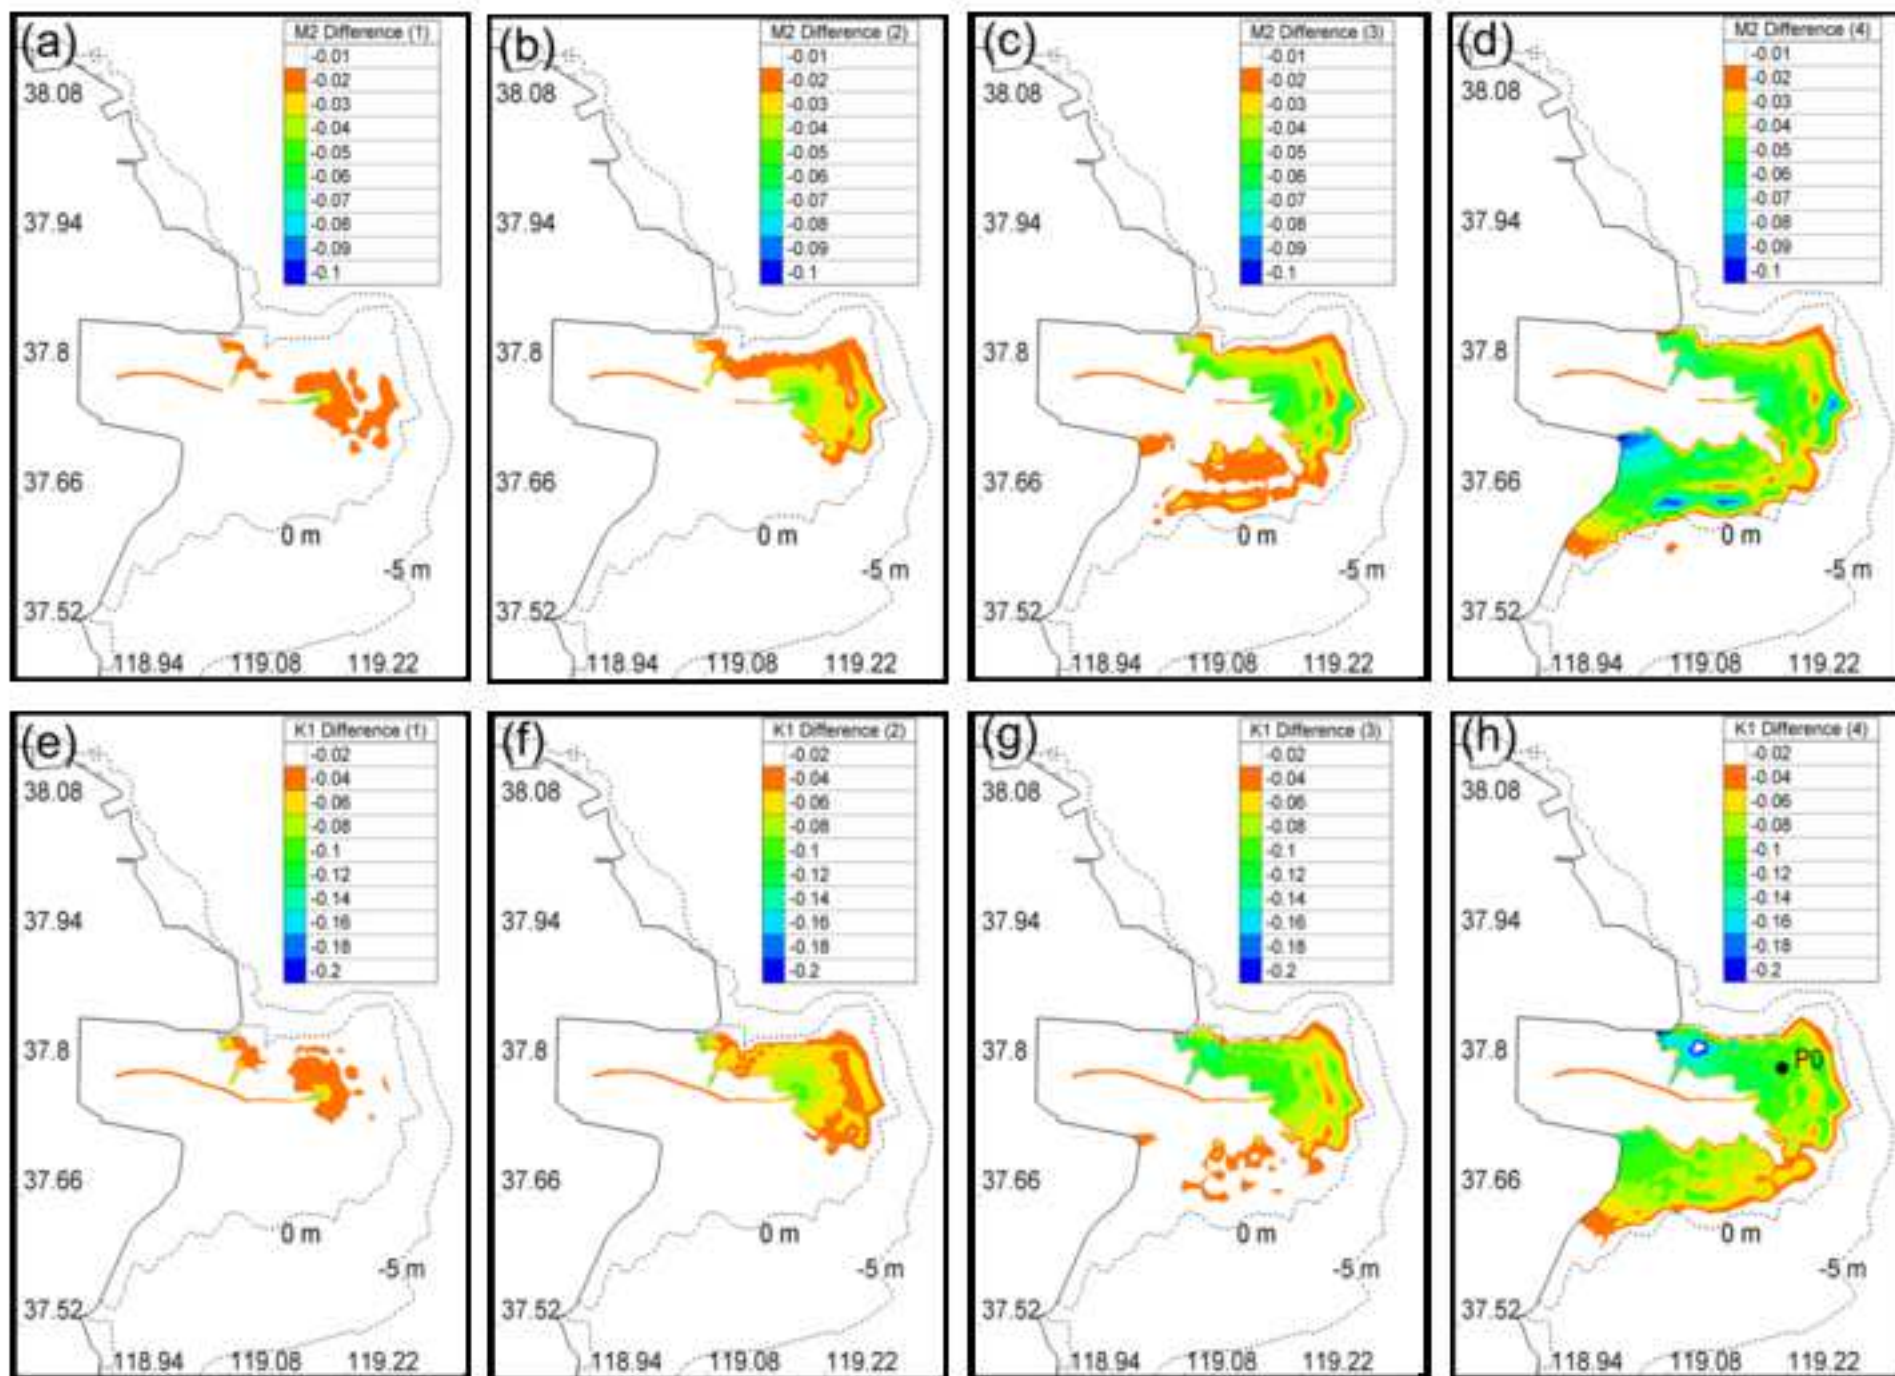 (a)
M2 Difference (1)
-0.01
-0.02
-0.03
-0.04
-0.05
-0.06
-0.07
-0.08
-0.09
-0.1
38.08
37.94
37.8
37.66
37.52
0 m
-5 m
118.94 119.08 119.22
(b)
M2 Difference (2)
-0.01
-0.02
-0.03
-0.04
-0.05
-0.06
-0.07
-0.08
-0.09
-0.1
38.08
37.94
37.8
37.66
37.52
0 m
-5 m
118.94 119.08 119.22
(c)
M2 Difference (3)
-0.01
-0.02
-0.03
-0.04
-0.05
-0.06
-0.07
-0.08
-0.09
-0.1
38.08
37.94
37.8
37.66
37.52
0 m
-5 m
118.94 119.08 119.22
(d)
M2 Difference (4)
-0.01
-0.02
-0.03
-0.04
-0.05
-0.06
-0.07
-0.08
-0.09
-0.1
38.08
37.94
37.8
37.66
37.52
0 m
-5 m
118.94 119.08 119.22
(e)
K1 Difference (1)
-0.02
-0.04
-0.06
-0.08
-0.1
-0.12
-0.14
-0.16
-0.18
-0.2
38.08
37.94
37.8
37.66
37.52
0 m
-5 m
118.94 119.08 119.22
(f)
K1 Difference (2)
-0.02
-0.04
-0.06
-0.08
-0.1
-0.12
-0.14
-0.16
-0.18
-0.2
38.08
37.94
37.8
37.66
37.52
0 m
-5 m
118.94 119.08 119.22
(g)
K1 Difference (3)
-0.02
-0.04
-0.06
-0.08
-0.1
-0.12
-0.14
-0.16
-0.18
-0.2
38.08
37.94
37.8
37.66
37.52
0 m
-5 m
118.94 119.08 119.22
(h)
K1 Difference (4)
-0.02
-0.04
-0.06
-0.08
-0.1
-0.12
-0.14
-0.16
-0.18
-0.2
38.08
37.94
37.8
P0
37.66
37.52
0 m
-5 m
118.94 119.08 119.22